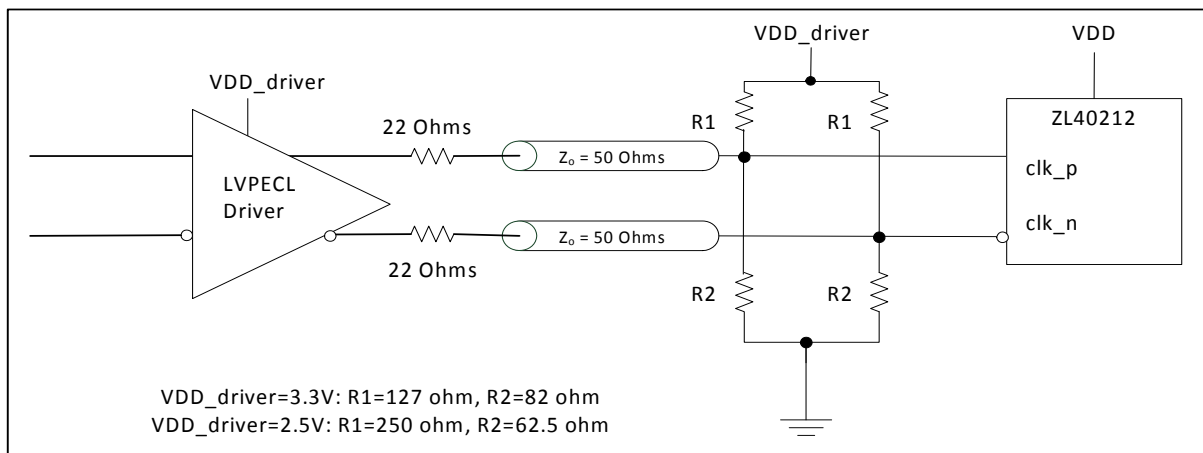 VDD_driver
VDD
VDD_driver
22 Ohms
R1
R1
ZL40212
Zo = 50 Ohms
clk_p
LVPECL
Driver
clk_n
Zo = 50 Ohms
22 Ohms
R2
R2
VDD_driver=3.3V: R1=127 ohm, R2=82 ohm
VDD_driver=2.5V: R1=250 ohm, R2=62.5 ohm